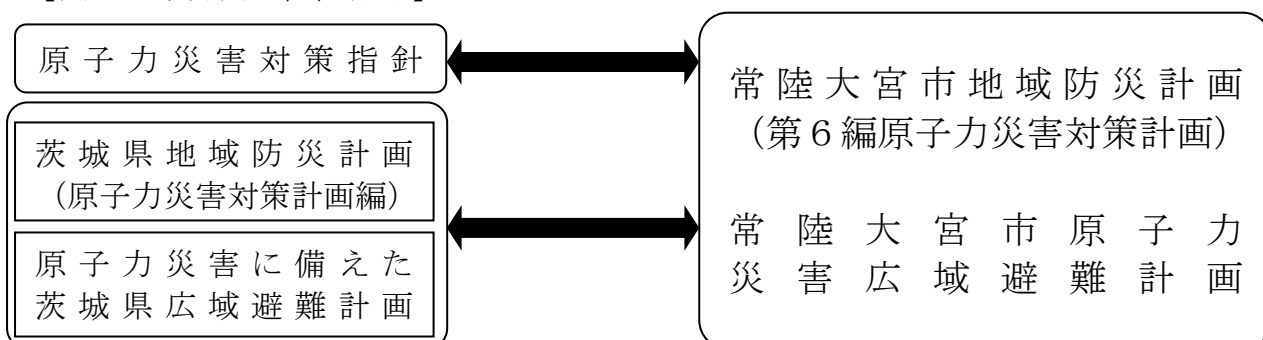 原子力災害対策指針
茨城県地域防災計画
（原子力災害対策計画編）
原子力災害に備えた
茨城県広域避難計画
常陸大宮市地域防災計画
（第６編原子力災害対策計画）
常陸大宮市原子力
災害広域避難計画